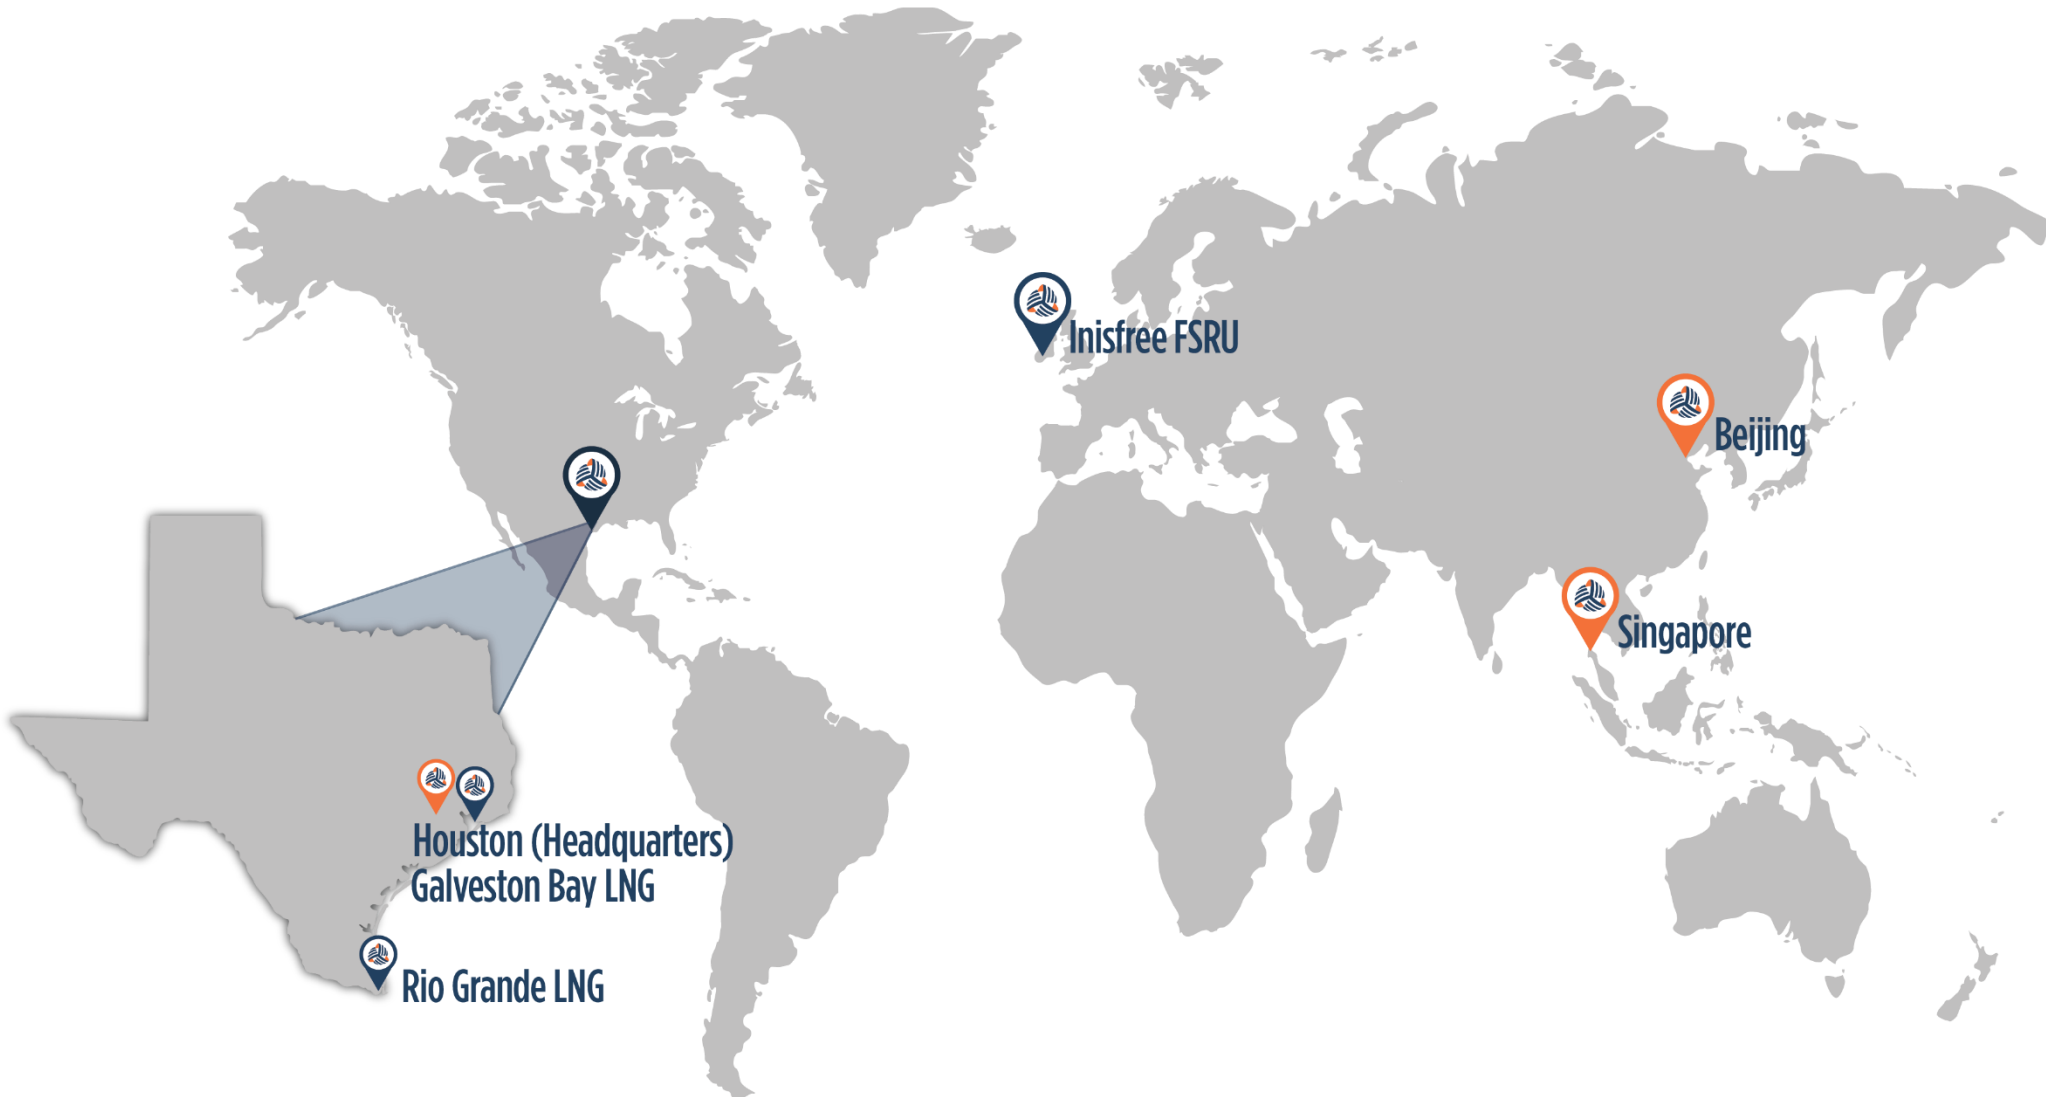 Inisfree FSRU
Beijing
Singapore
Houston (Headquarters)
Galveston Bay LNG
Rio Grande LNG